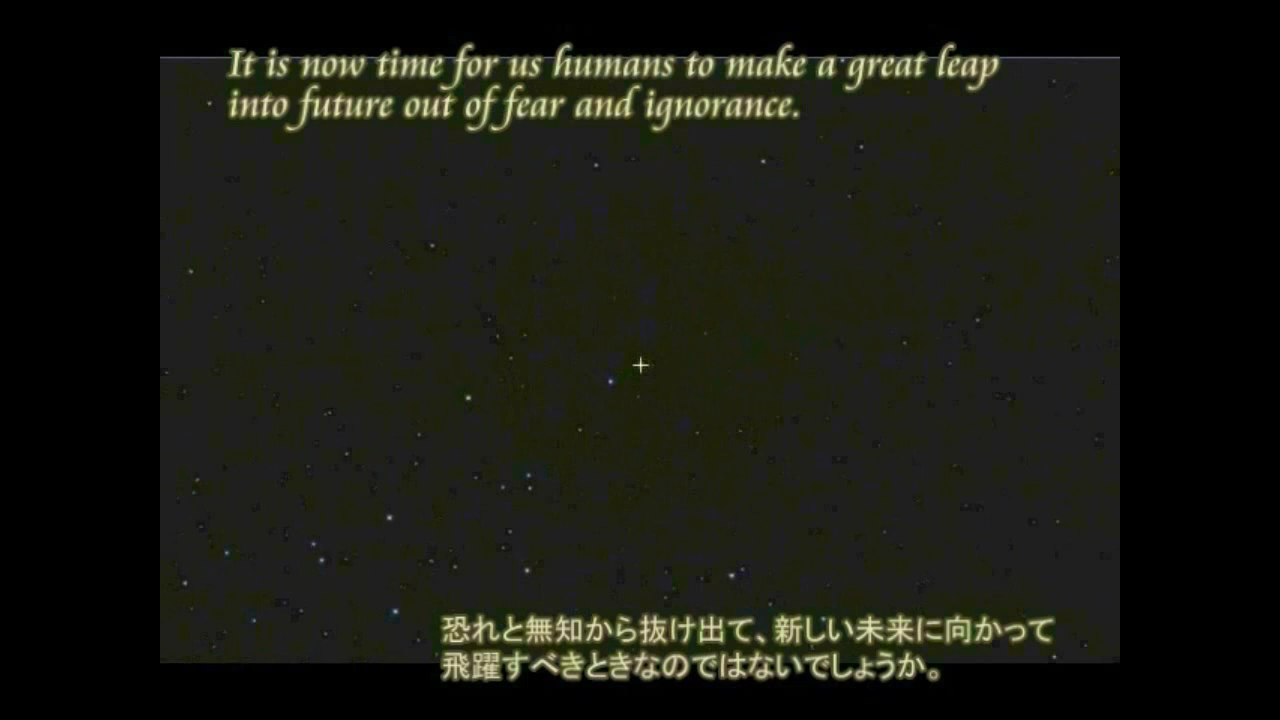 It is now time for us humans to make a great leap
into future out of fear and ignorance.
恐れと無知から抜け出て、新しい未来に向かって
飛躍すべきときなのではないでしょうか。